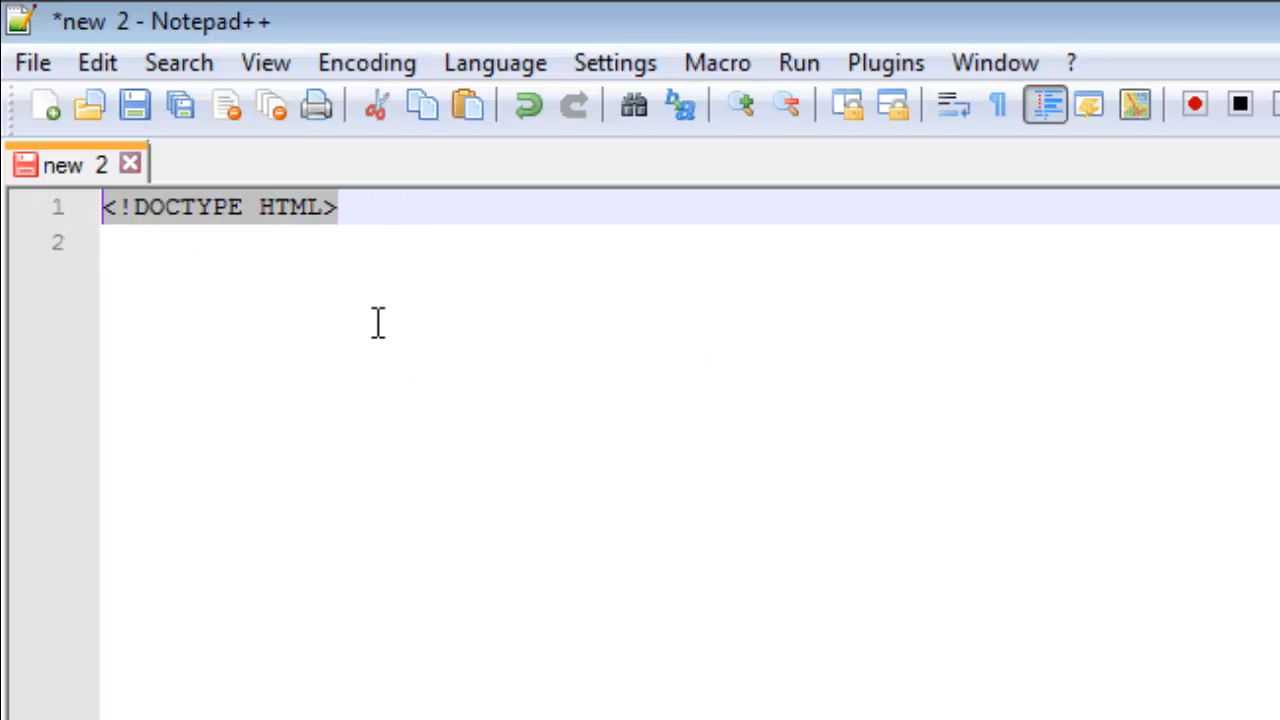 *new 2 - Notepad++
File Edit Search View Encoding Language Settings Macro Run Plugins Window ?
new 2
1 <!DOCTYPE HTML>
2